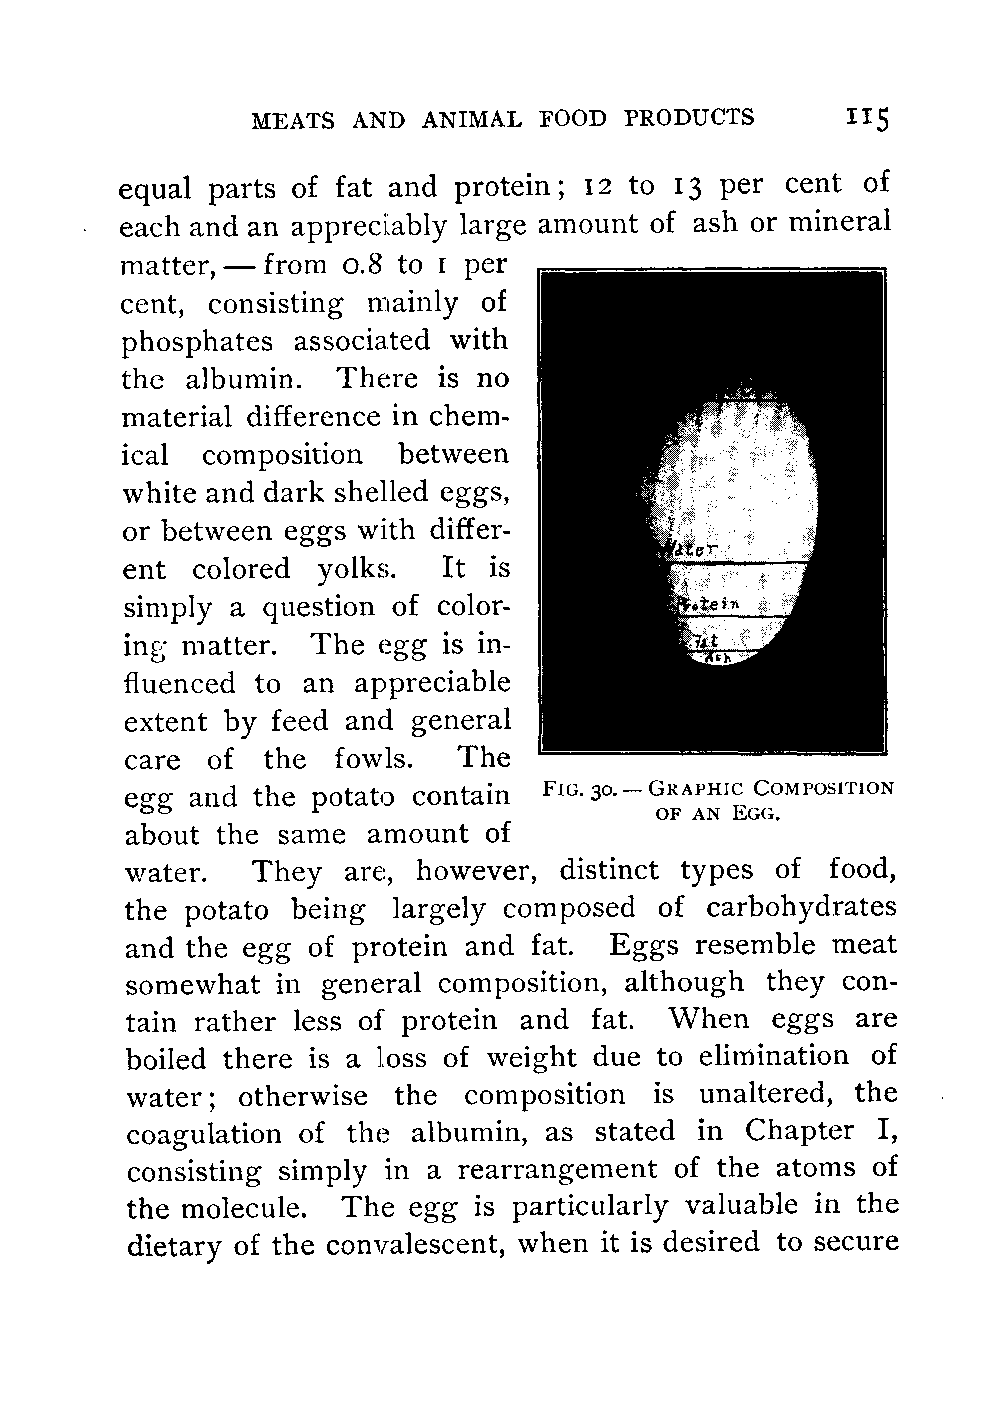 MEATS AND ANIMAL FOOD PRODUCTS 115
equal parts of fat and protein; 12 to 13 per cent of
each and an appreciably large amount of ash or mineral
matter, — from 0.8 to 1 per
cent, consisting mainly of
phosphates associated with
the albumin. There is no
material difference in chem-
ical composition between
white and dark shelled eggs,
or between eggs with differ-
ent colored yolks. It is
simply a question of color-
ing matter. The egg is in-
fluenced to an appreciable
extent by feed and general
care of the fowls. The
egg and the potato contain
about the same amount of
Water
Protein
Fat
Ash
FIG. 30. — GRAPHIC COMPOSITION
OF AN EGG.
water. They are, however, distinct types of food,
the potato being largely composed of carbohydrates
and the egg of protein and fat. Eggs resemble meat
somewhat in general composition, although they con-
tain rather less of protein and fat. When eggs are
boiled there is a loss of weight due to elimination of
water; otherwise the composition is unaltered, the
coagulation of the albumin, as stated in Chapter I,
consisting simply in a rearrangement of the atoms of
the molecule. The egg is particularly valuable in the
dietary of the convalescent, when it is desired to secure